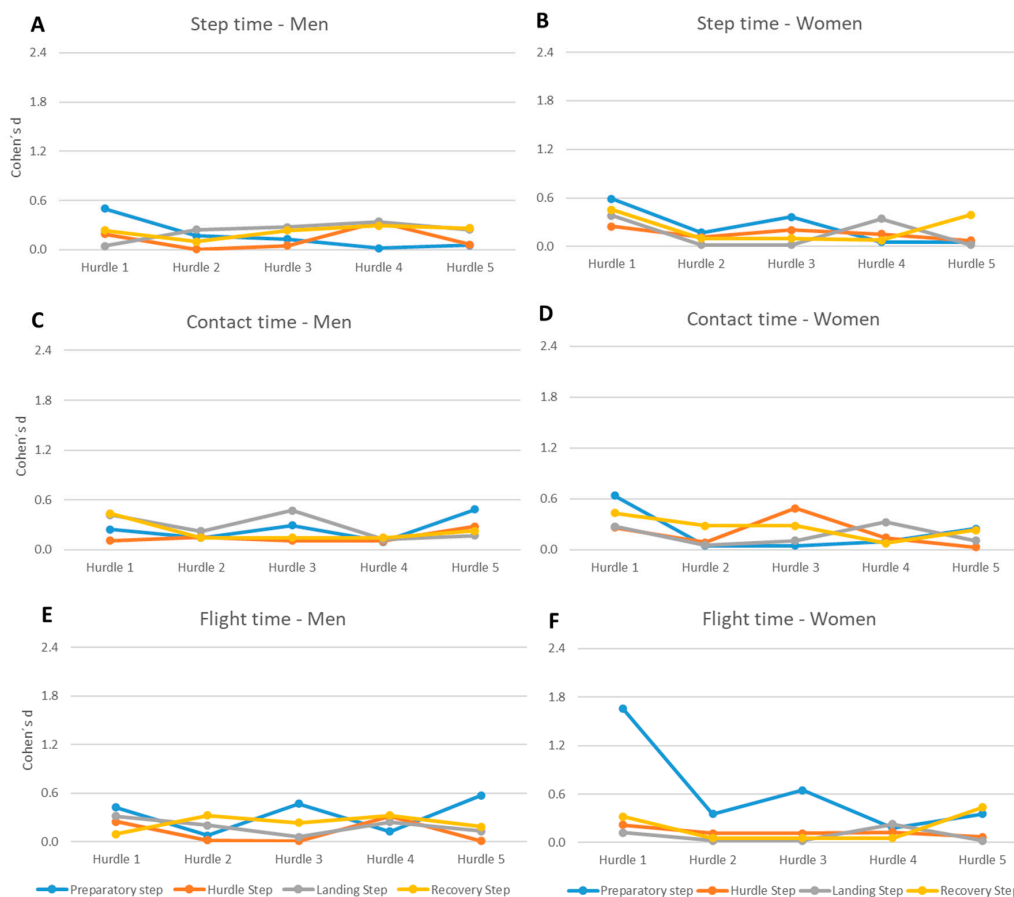 A
Step time - Men
2.4
1.8
1.2
0.6
0.0
Cohen´s d
Hurdle 1 Hurdle 2 Hurdle 3 Hurdle 4 Hurdle 5
B
Step time - Women
2.4
1.8
1.2
0.6
0.0
Hurdle 1 Hurdle 2 Hurdle 3 Hurdle 4 Hurdle 5
C
Contact time - Men
2.4
1.8
1.2
0.6
0.0
Cohen´s d
Hurdle 1 Hurdle 2 Hurdle 3 Hurdle 4 Hurdle 5
D
Contact time - Women
2.4
1.8
1.2
0.6
0.0
Hurdle 1 Hurdle 2 Hurdle 3 Hurdle 4 Hurdle 5
E
Flight time - Men
2.4
1.8
1.2
0.6
0.0
Cohen´s d
Hurdle 1 Hurdle 2 Hurdle 3 Hurdle 4 Hurdle 5
Preparatory step Hurdle Step Landing Step Recovery Step
F
Flight time - Women
2.4
1.8
1.2
0.6
0.0
Hurdle 1 Hurdle 2 Hurdle 3 Hurdle 4 Hurdle 5
Preparatory step Hurdle Step Landing Step Recovery Step